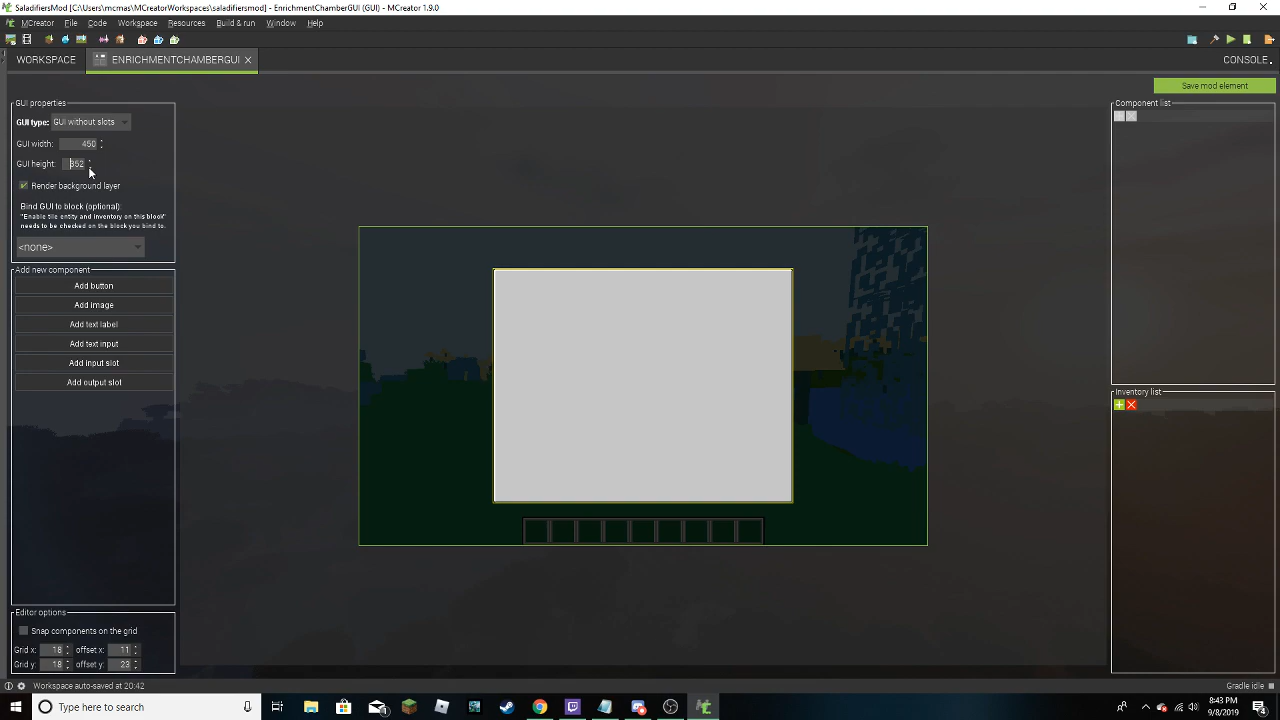 SaladifiersMod [C:\Users\mcmas\MCreatorWorkspaces\saladifiersmod] - EnrichmentChamberGUI (GUI) - MCreator 1.9.0
MCreator File Code Workspace Resources Build & run Window Help
WORKSPACE ENRICHMENTCHAMBERGUI CONSOLE
Save mod element
GUI properties
GUI type: GUI without slots
GUI width: 450
GUI height: 352
Render background layer
Bind GUI to block (optional):
"Enable tile entity and inventory on this block"
needs to be checked on the block you bind to.
<none>
Add new component
Add button
Add image
Add text label
Add text input
Add input slot
Add output slot
Editor options
Snap components on the grid
Grid x: 18 offset x: 11
Grid y: 18 offset y: 23
Component list
Inventory list
Workspace auto-saved at 20:42
Gradle idle
Type here to search
8:43 PM
9/8/2019